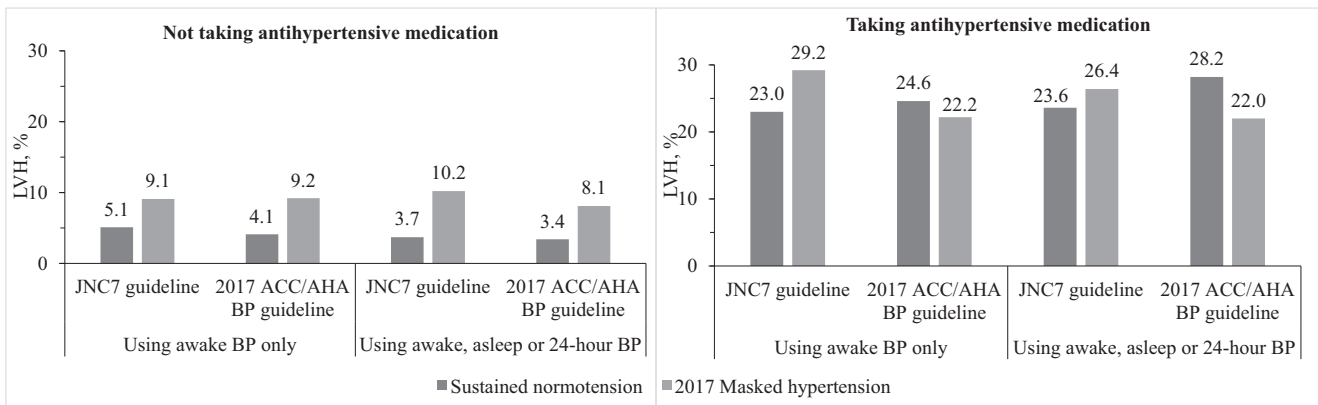 Not taking antihypertensive medication
30
20
10
0
LVH, %
5.1
9.1
4.1
9.2
3.7
10.2
3.4
8.1
JNC7 guideline
2017 ACC/AHA
BP guideline
JNC7 guideline
2017 ACC/AHA
BP guideline
Using awake BP only
Using awake, asleep or 24-hour BP
Taking antihypertensive medication
30
20
10
0
LVH, %
23.0
29.2
24.6
22.2
23.6
26.4
28.2
22.0
JNC7 guideline
2017 ACC/AHA
BP guideline
JNC7 guideline
2017 ACC/AHA
BP guideline
Using awake BP only
Using awake, asleep or 24-hour BP
Sustained normotension
2017 Masked hypertension